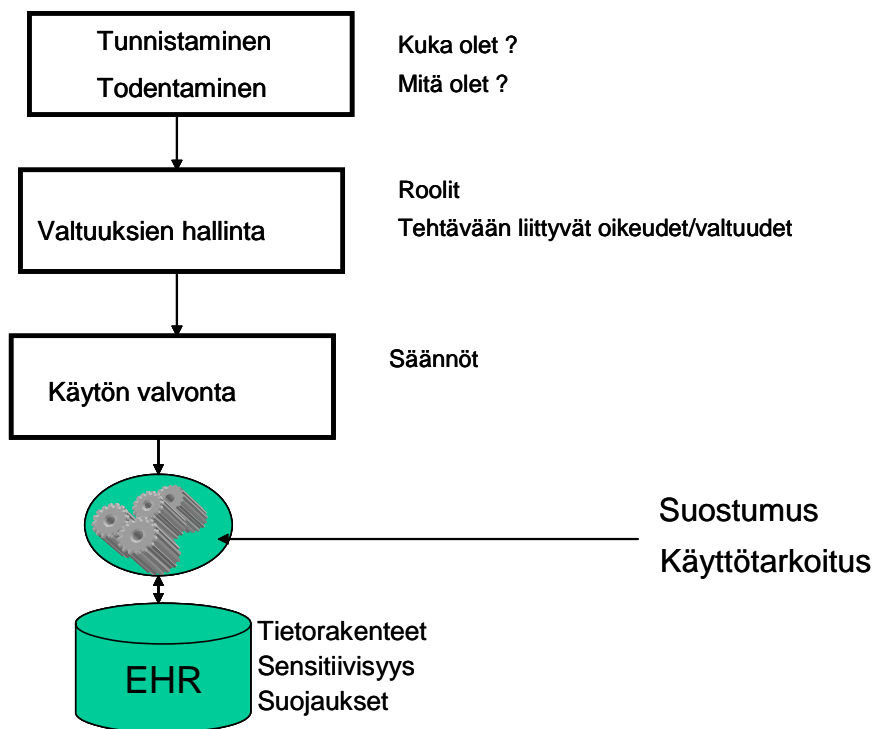 Tunnistaminen
Todentaminen
Kuka olet ?
Mitä olet ?
Valtuuksien hallinta
Roolit
Tehtävään liittyvät oikeudet/valtuudet
Käytön valvonta
Säännöt
Suostumus
Käyttötarkoitus
EHR
Tietorakenteet
Sensitiivisyys
Suojaukset